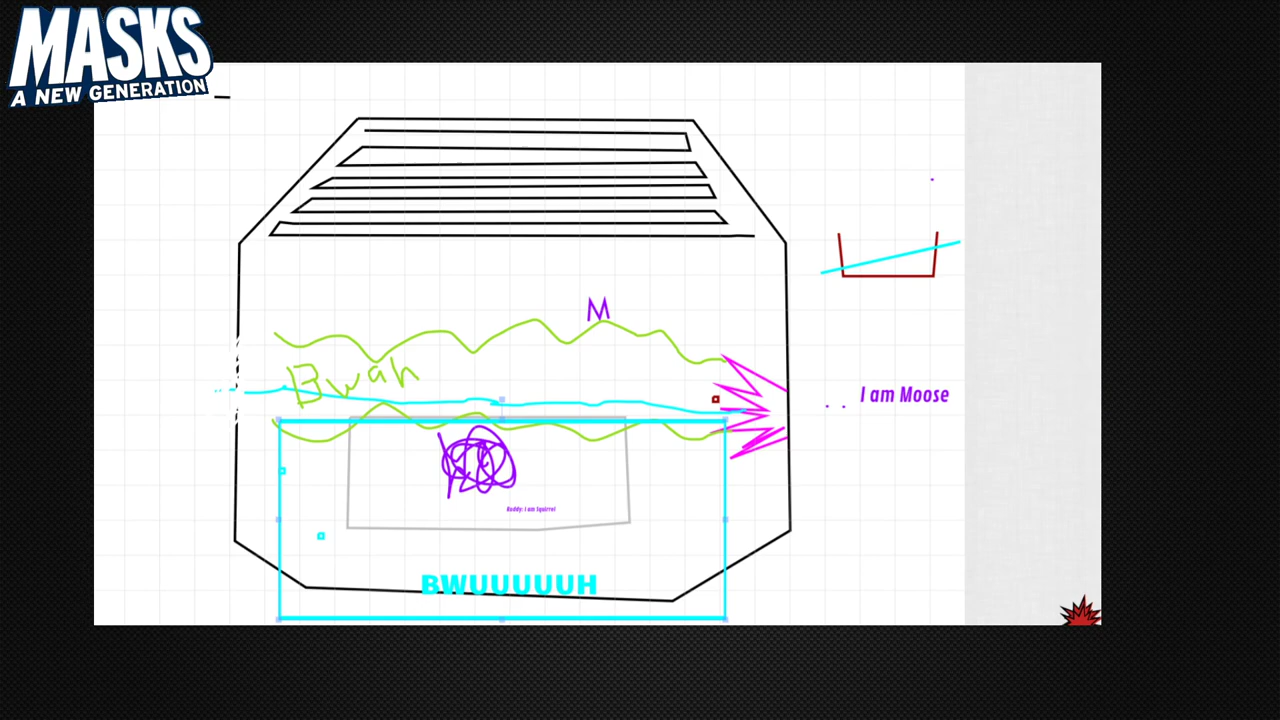 MASKS
A NEW GENERATION
M
Bwah
I am Moose
Buddy: I am Squirrel
BWUUUUUH